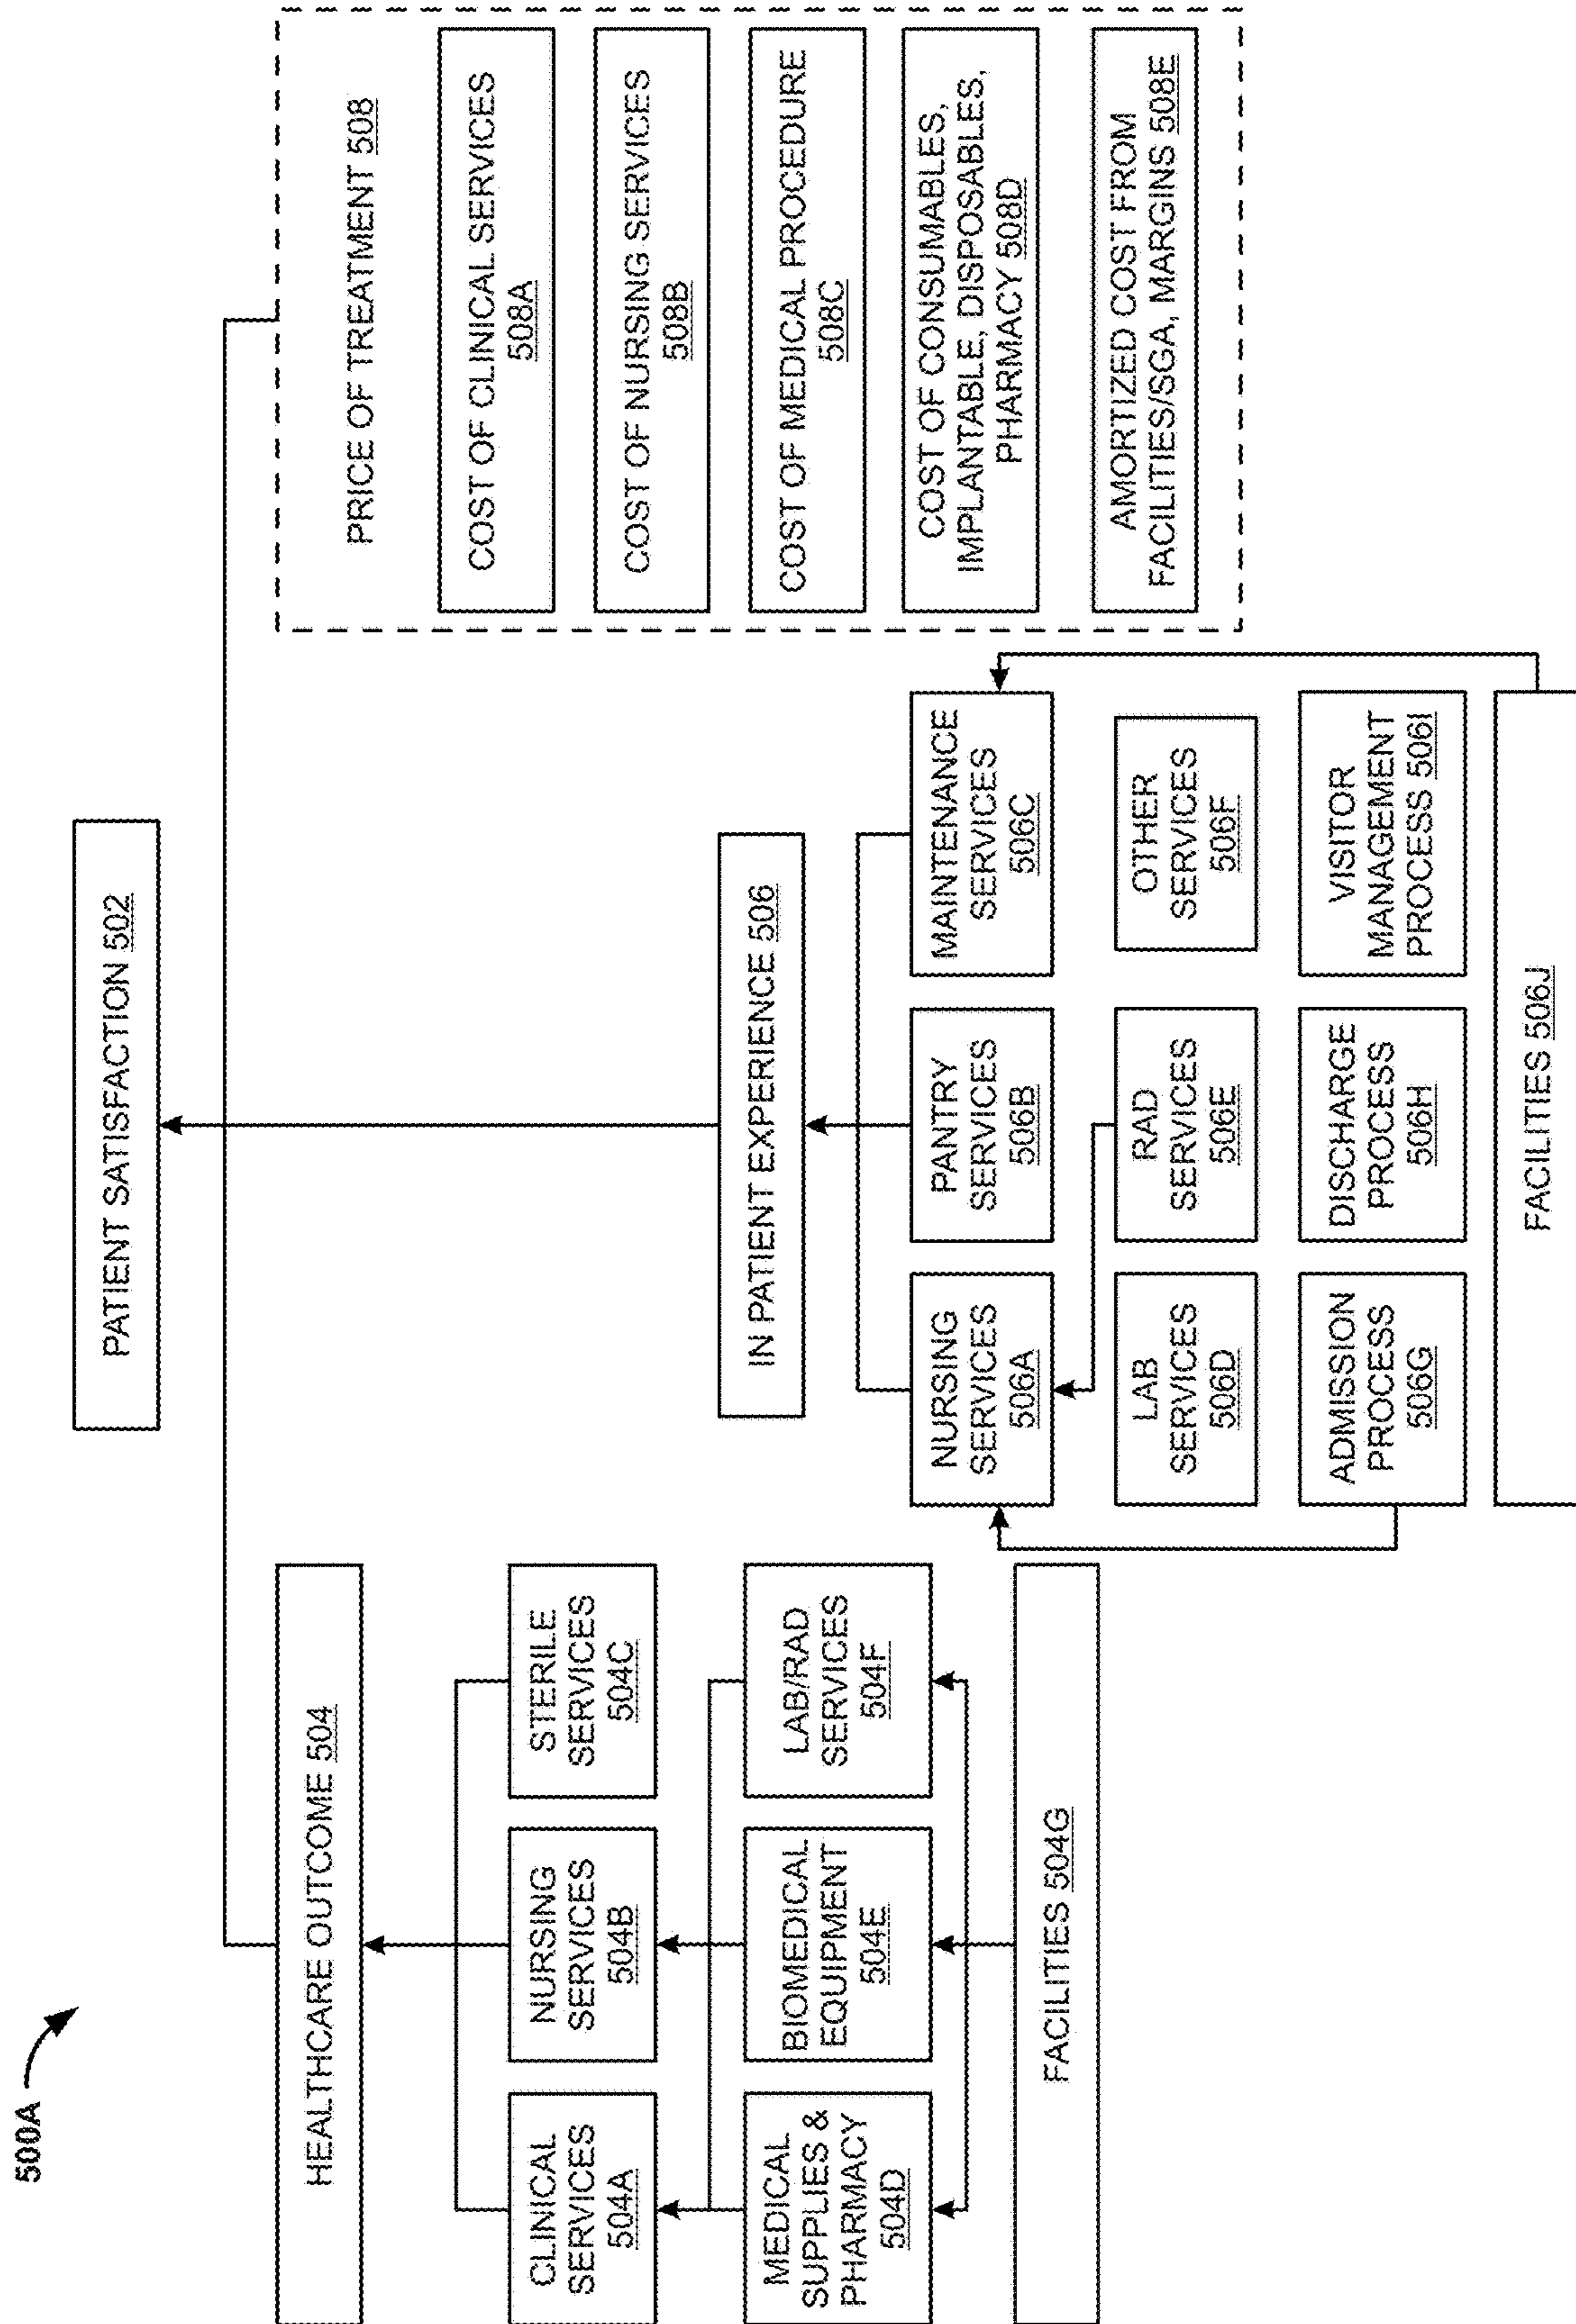 500A
PATIENT SATISFACTION 502
HEALTHCARE OUTCOME 504
CLINICAL
SERVICES
504A
NURSING
SERVICES
504B
STERILE
SERVICES
504C
MEDICAL
SUPPLIES &
PHARMACY
504D
BIOMEDICAL
EQUIPMENT
504E
LAB/RAD
SERVICES
504F
FACILITIES 504G
IN PATIENT EXPERIENCE 506
NURSING
SERVICES
506A
PANTRY
SERVICES
506B
MAINTENANCE
SERVICES
506C
LAB
SERVICES
506D
RAD
SERVICES
506E
OTHER
SERVICES
506F
ADMISSION
PROCESS
506G
DISCHARGE
PROCESS
506H
VISITOR
MANAGEMENT
PROCESS 506I
FACILITIES 506J
PRICE OF TREATMENT 508
COST OF CLINICAL SERVICES
508A
COST OF NURSING SERVICES
508B
COST OF MEDICAL PROCEDURE
508C
COST OF CONSUMABLES,
IMPLANTABLE, DISPOSABLES,
PHARMACY 508D
AMORTIZED COST FROM
FACILITIES/SGA, MARGINS 508E